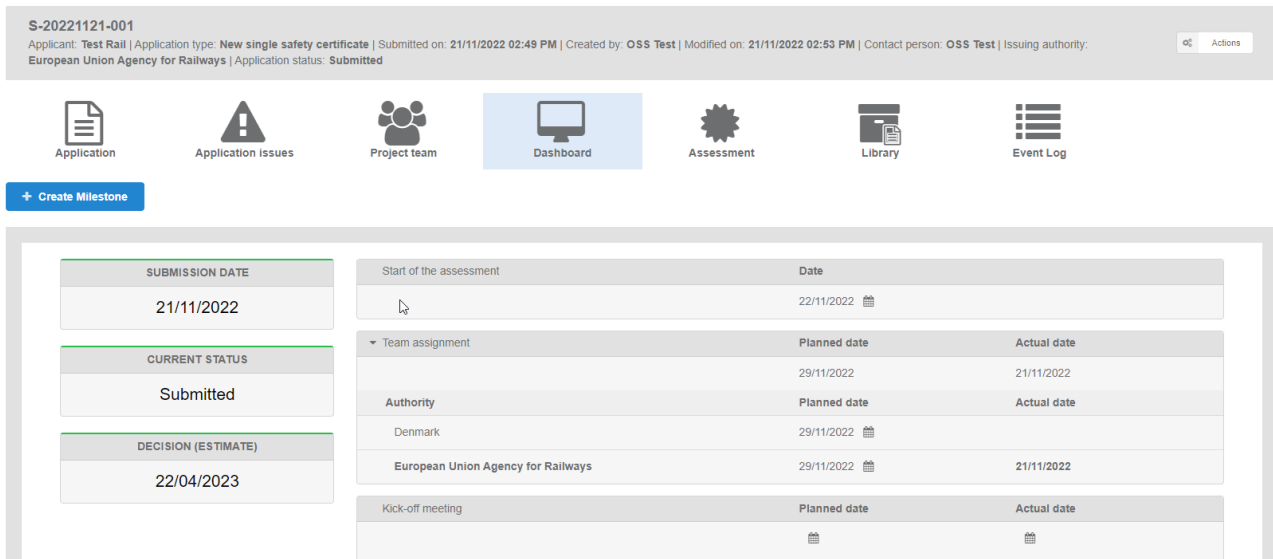 S-20221121-001
Applicant: Test Rail | Application type: New single safety certificate | Submitted on: 21/11/2022 02:49 PM | Created by: OSS Test | Modified on: 21/11/2022 02:53 PM | Contact person: OSS Test | Issuing authority:
European Union Agency for Railways | Application status: Submitted
Actions
Application Application issues Project team Dashboard Assessment Library Event Log
+ Create Milestone
SUBMISSION DATE
21/11/2022
CURRENT STATUS
Submitted
DECISION (ESTIMATE)
22/04/2023
Start of the assessment Date
22/11/2022
Team assignment Planned date Actual date
29/11/2022 21/11/2022
Authority Planned date Actual date
Denmark 29/11/2022
European Union Agency for Railways 29/11/2022 21/11/2022
Kick-off meeting Planned date Actual date